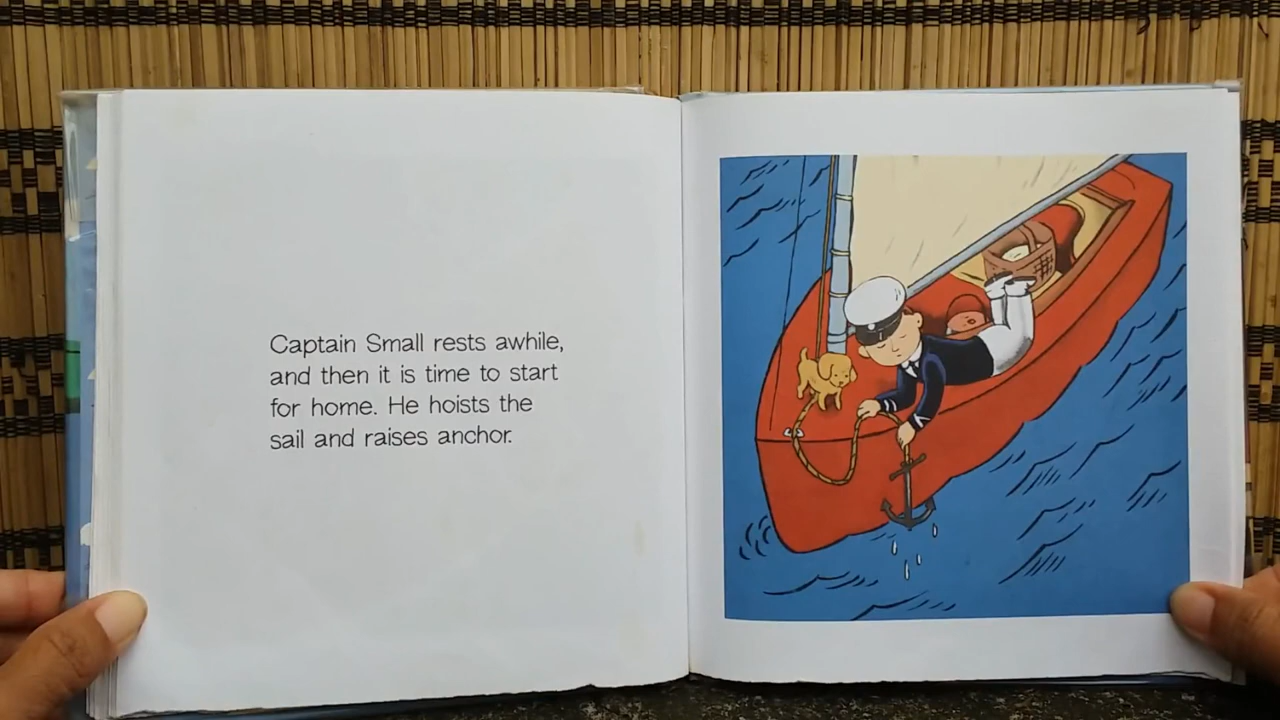 Captain Small rests awhile,
and then it is time to start
for home. He hoists the
sail and raises anchor.